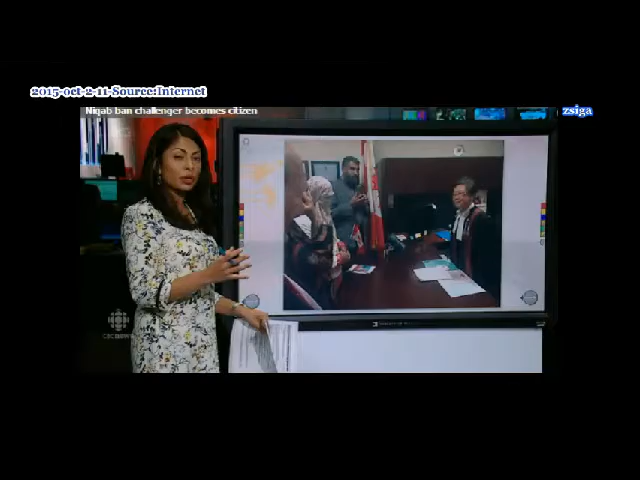 2015-oct-2-11-Source:Internet
Niqab ban challenger becomes citizen
zsiga